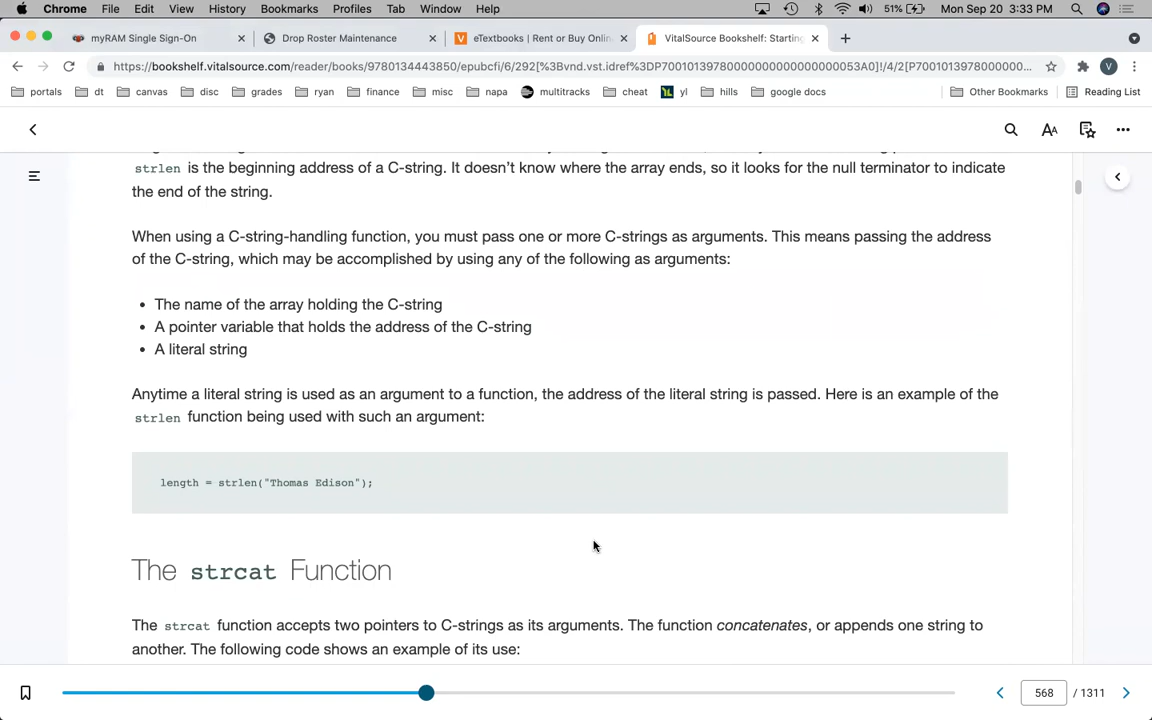 Chrome File Edit View History Bookmarks Profiles Tab Window Help 51% Mon Sep 20 3:33 PM
myRAM Single Sign-On Drop Roster Maintenance eTextbooks | Rent or Buy Onlin VitalSource Bookshelf: Starting
https://bookshelf.vitalsource.com/reader/books/9780134443850/epubcfi/6/292[%3Bvnd.vst.idref%3DP70010139780000000000000000053A0]!/4/2[P7001013978000000... V
portals dt canvas disc grades ryan finance misc napa multitracks cheat yl hills google docs Other Bookmarks Reading List
AA
strlen is the beginning address of a C-string. It doesn't know where the array ends, so it looks for the null terminator to indicate
the end of the string.
When using a C-string-handling function, you must pass one or more C-strings as arguments. This means passing the address
of the C-string, which may be accomplished by using any of the following as arguments:
• The name of the array holding the C-string
• A pointer variable that holds the address of the C-string
• A literal string
Anytime a literal string is used as an argument to a function, the address of the literal string is passed. Here is an example of the
strlen function being used with such an argument:
length = strlen("Thomas Edison");
The strcat Function
The strcat function accepts two pointers to C-strings as its arguments. The function concatenates, or appends one string to
another. The following code shows an example of its use:
568 / 1311